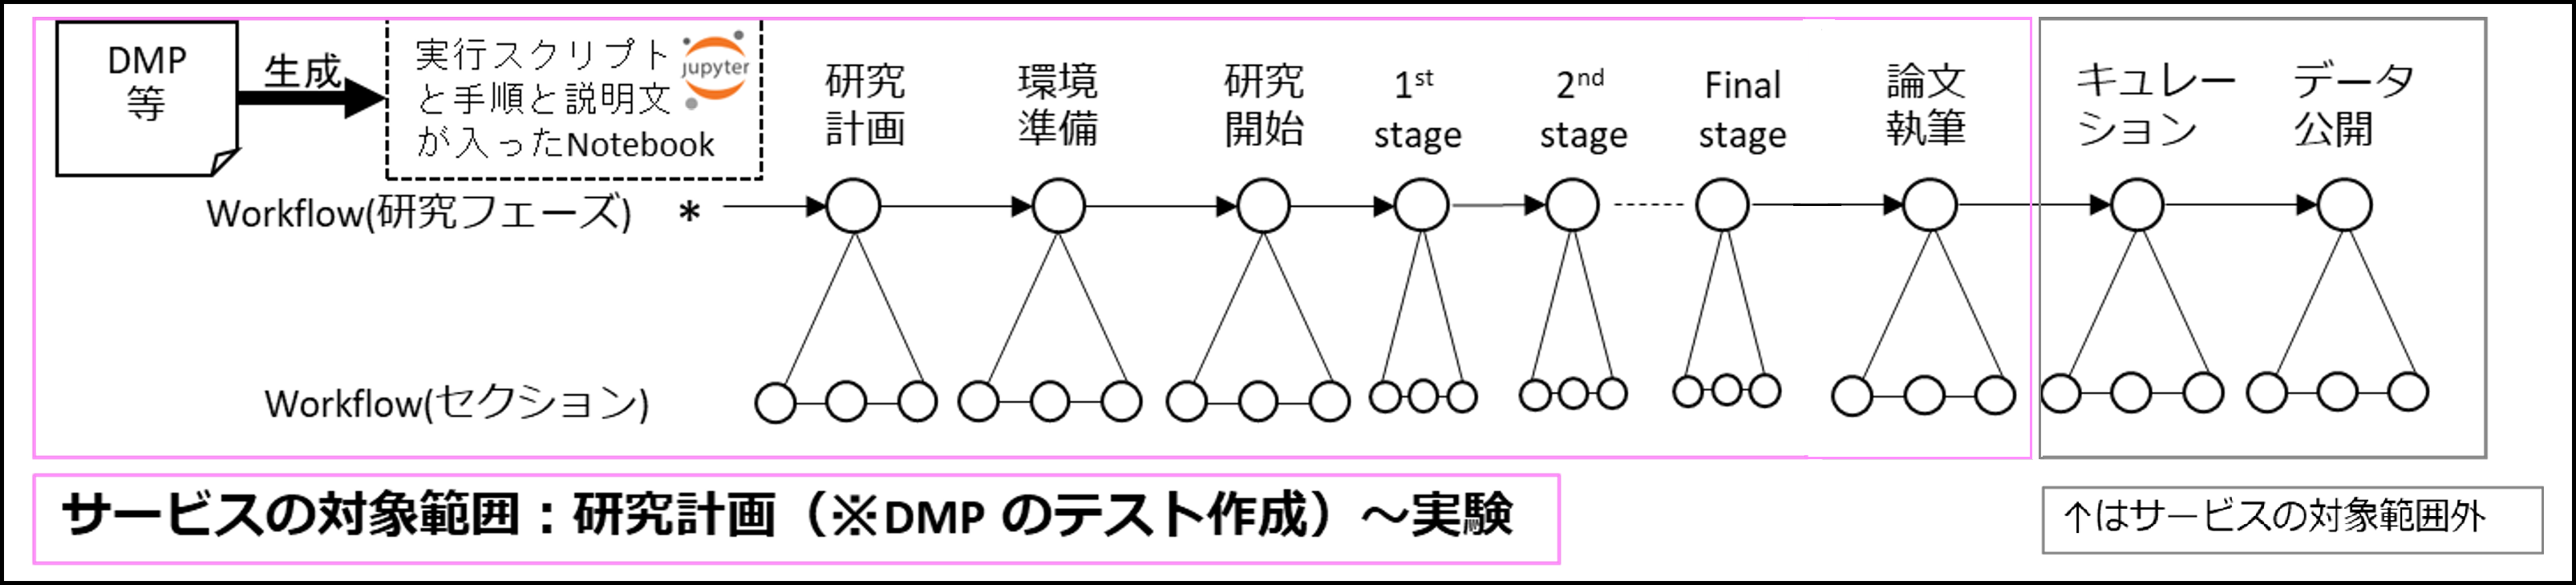 DMP
等
生成
実行スクリプト
と手順と説明文
が入ったNotebook
jupyter
研究
計画
環境
準備
研究
開始
1st
stage
2nd
stage
Final
stage
論文
執筆
キュレー
ション
データ
公開
Workflow(研究フェーズ) *
Workflow(セクション)
サービスの対象範囲：研究計画（※DMP のテスト作成）～実験
↑はサービスの対象範囲外